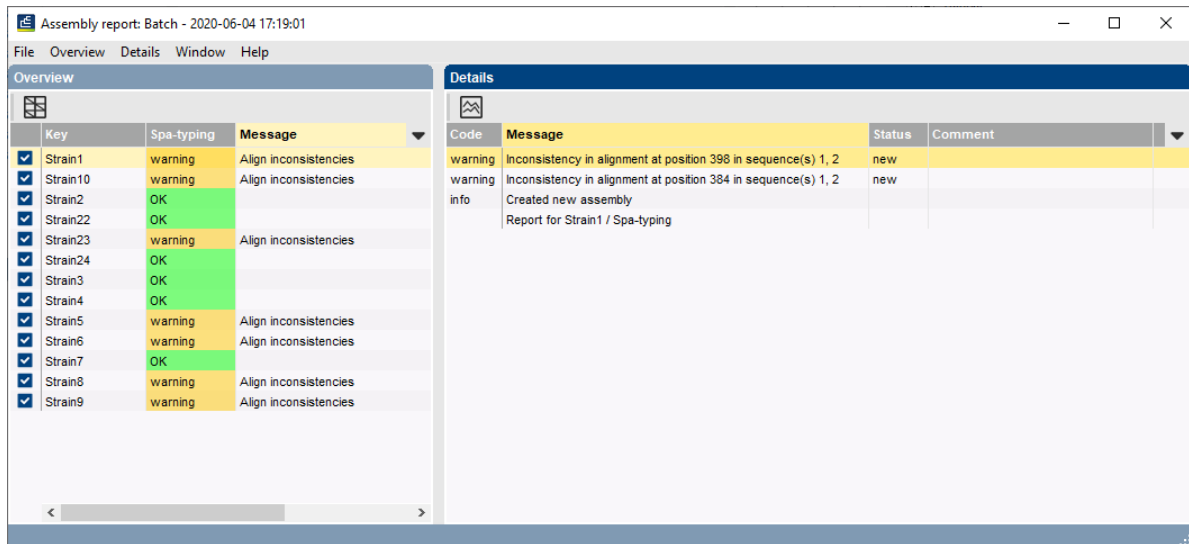 Assembly report: Batch - 2020-06-04 17:19:01
File Overview Details Window Help
Overview
Key Spa-typing Message
Strain1 warning Align inconsistencies
Strain10 warning Align inconsistencies
Strain2 OK
Strain22 OK
Strain23 warning Align inconsistencies
Strain24 OK
Strain3 OK
Strain4 OK
Strain5 warning Align inconsistencies
Strain6 warning Align inconsistencies
Strain7 OK
Strain8 warning Align inconsistencies
Strain9 warning Align inconsistencies
Details
Code Message Status Comment
warning Inconsistency in alignment at position 398 in sequence(s) 1, 2 new
warning Inconsistency in alignment at position 384 in sequence(s) 1, 2 new
info Created new assembly
Report for Strain1 / Spa-typing